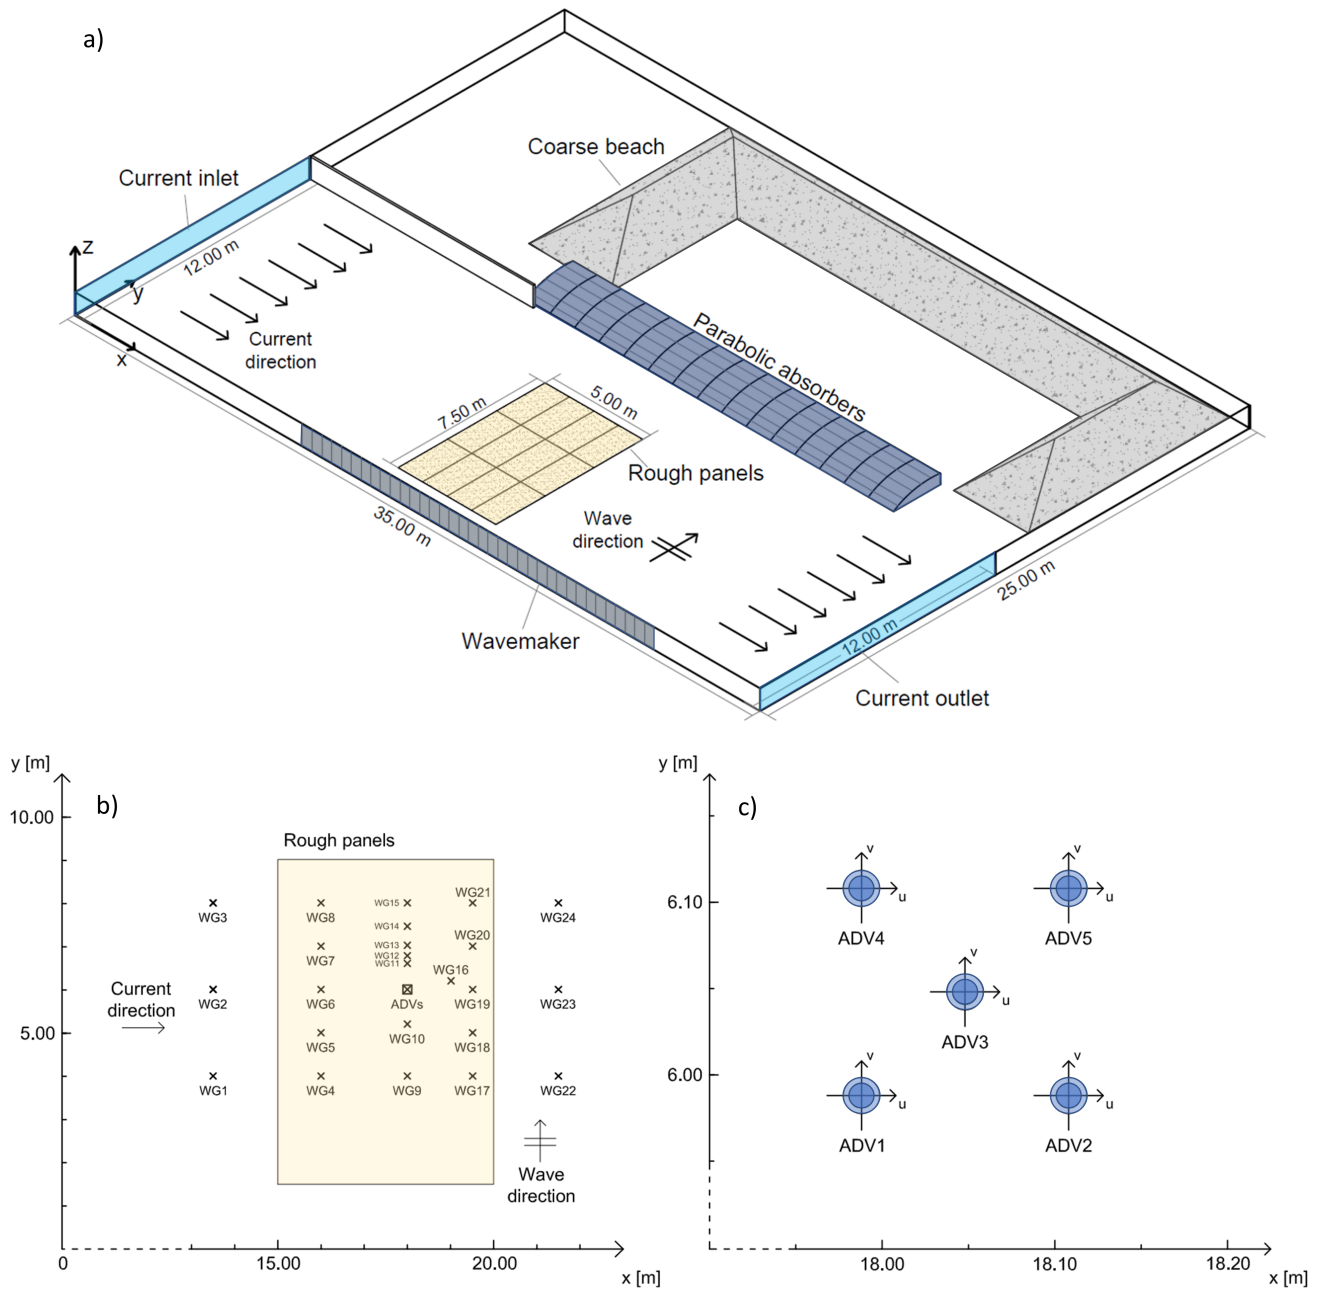 a)
Coarse beach
Current inlet
12.00 m
z
y
x
Current
direction
Parabolic absorbers
7.50 m
5.00 m
Rough panels
35.00 m
Wave
direction
Wavemaker
25.00 m
12.00 m
Current outlet
y [m]
b)
10.00
Rough panels
WG3
WG8
WG15
WG21
WG24
WG14
WG7
WG13
WG12
WG11
WG20
WG16
Current
direction
WG2
WG6
ADVs
WG19
WG23
5.00
WG5
WG10
WG18
WG1
WG4
WG9
WG17
WG22
Wave
direction
0
15.00
20.00
x [m]
y [m]
c)
v
u
ADV4
v
u
ADV5
6.10
v
u
ADV3
6.00
v
u
ADV1
v
u
ADV2
18.00
18.10
18.20
x [m]